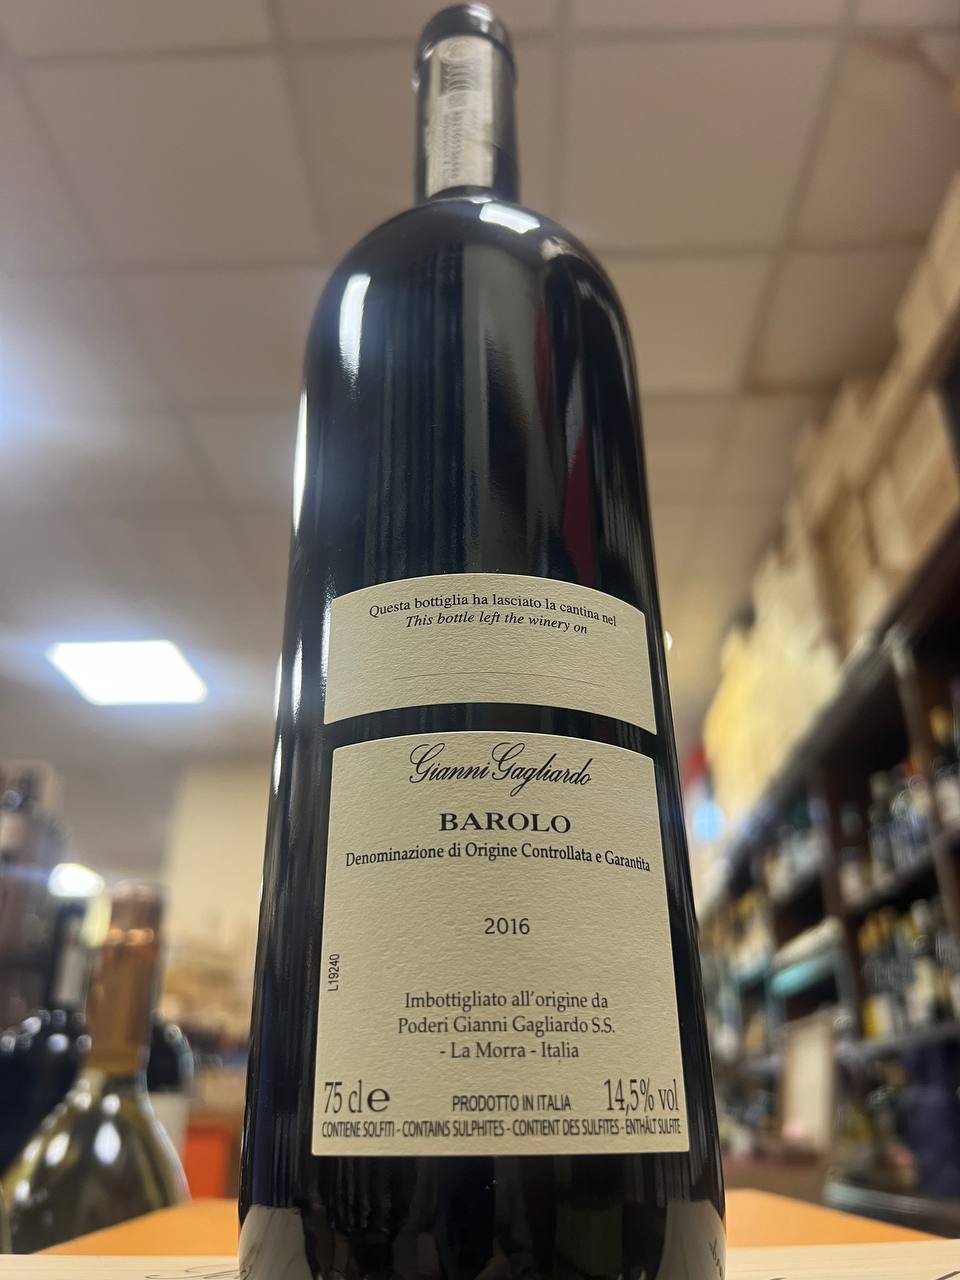 Questa bottiglia ha lasciato la cantina nel
This bottle left the winery on
Gianni Gagliardo
BAROLO
Denominazione di Origine Controllata e Garantita
2016
L19240
Imbottigliato all'origine da
Poderi Gianni Gagliardo S.S.
- La Morra - Italia
75 cl e
PRODOTTO IN ITALIA
14,5% vol
CONTIENE SOLFITI - CONTAINS SULPHITES - CONTIENT DES SULFITES - ENTHÄLT SULFITE